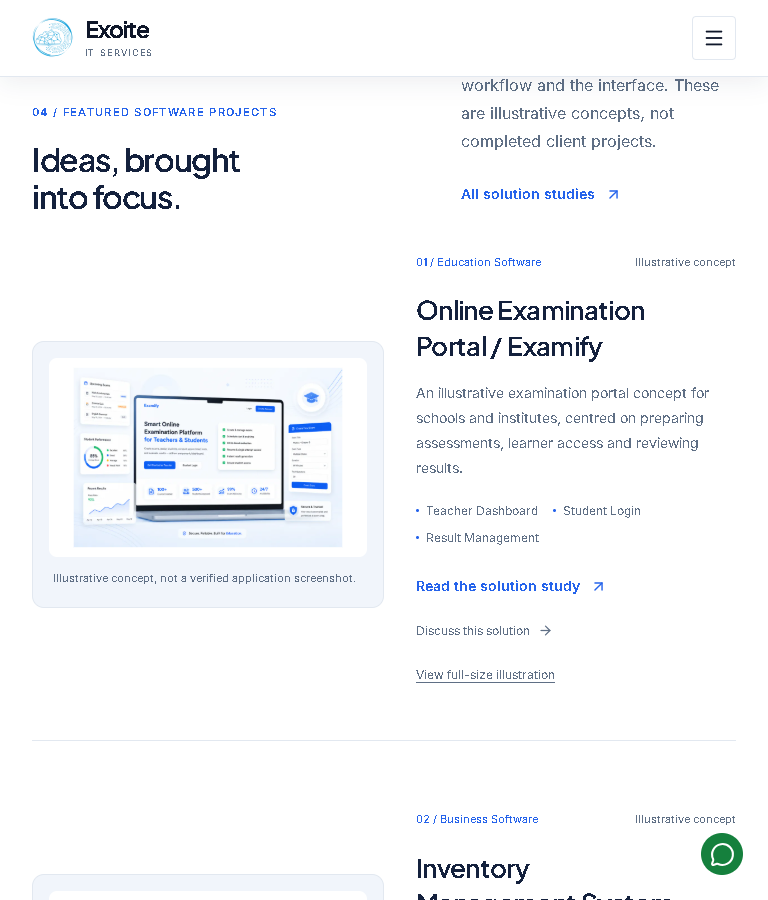 Exoite
IT SERVICES
workflow and the interface. These
are illustrative concepts, not
completed client projects.
All solution studies
04 / FEATURED SOFTWARE PROJECTS
Ideas, brought
into focus.
01 / Education Software
Illustrative concept
Online Examination
Portal / Examify
An illustrative examination portal concept for
schools and institutes, centred on preparing
assessments, learner access and reviewing
results.
Teacher Dashboard
Student Login
Result Management
Read the solution study
Discuss this solution
View full-size illustration
Smart Online
Examination Platform
for Teachers & Students
Illustrative concept, not a verified application screenshot.
02 / Business Software
Illustrative concept
Inventory
Management System